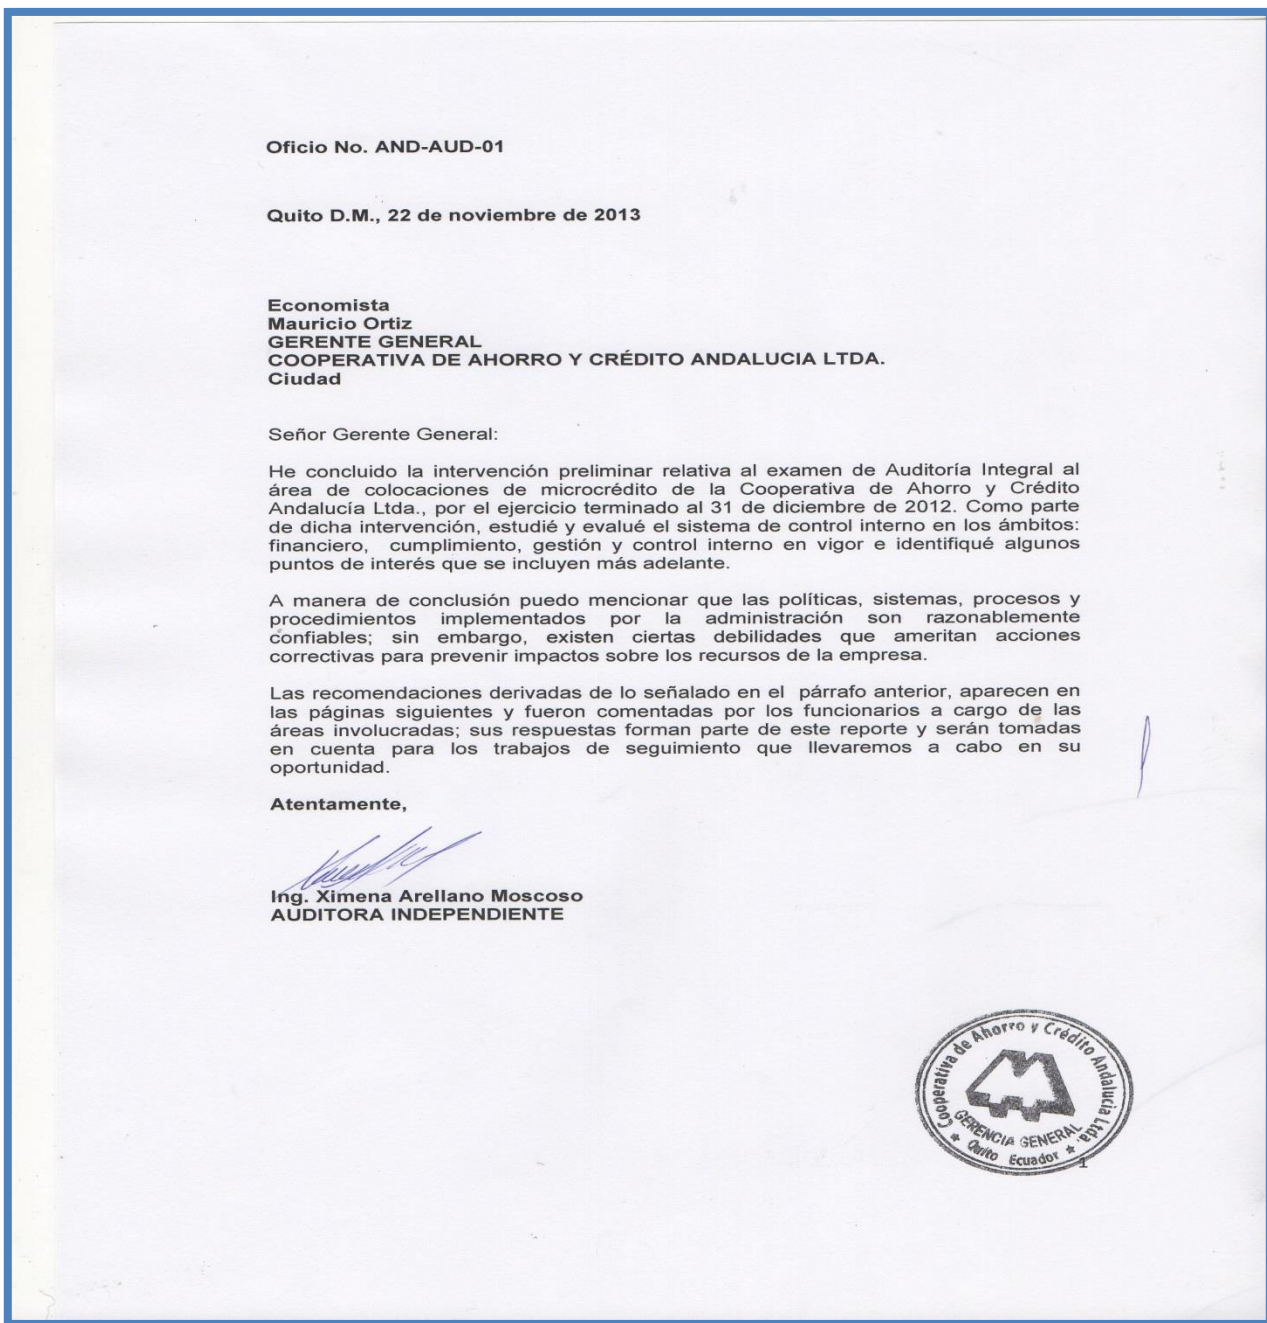 Oficio No. AND-AUD-01
Quito D.M., 22 de noviembre de 2013
Economista
Mauricio Ortiz
GERENTE GENERAL
COOPERATIVA DE AHORRO Y CRÉDITO ANDALUCIA LTDA.
Ciudad
Señor Gerente General:
He concluido la intervención preliminar relativa al examen de Auditoría Integral al
área de colocaciones de microcrédito de la Cooperativa de Ahorro y Crédito
Andalucía Ltda., por el ejercicio terminado al 31 de diciembre de 2012. Como parte
de dicha intervención, estudié y evalué el sistema de control interno en los ámbitos:
financiero, cumplimiento, gestión y control interno en vigor e identifiqué algunos
puntos de interés que se incluyen más adelante.
A manera de conclusión puedo mencionar que las políticas, sistemas, procesos y
procedimientos implementados por la administración son razonablemente
confiables; sin embargo, existen ciertas debilidades que ameritan acciones
correctivas para prevenir impactos sobre los recursos de la empresa.
Las recomendaciones derivadas de lo señalado en el párrafo anterior, aparecen en
las páginas siguientes y fueron comentadas por los funcionarios a cargo de las
áreas involucradas; sus respuestas forman parte de este reporte y serán tomadas
en cuenta para los trabajos de seguimiento que llevaremos a cabo en su
oportunidad.
Atentamente,
Ing. Ximena Arellano Moscoso
AUDITORA INDEPENDIENTE
Cooperativa de Ahorro y Crédito Andalucia Ltda.
GERENCIA GENERAL
Quito Ecuador
1